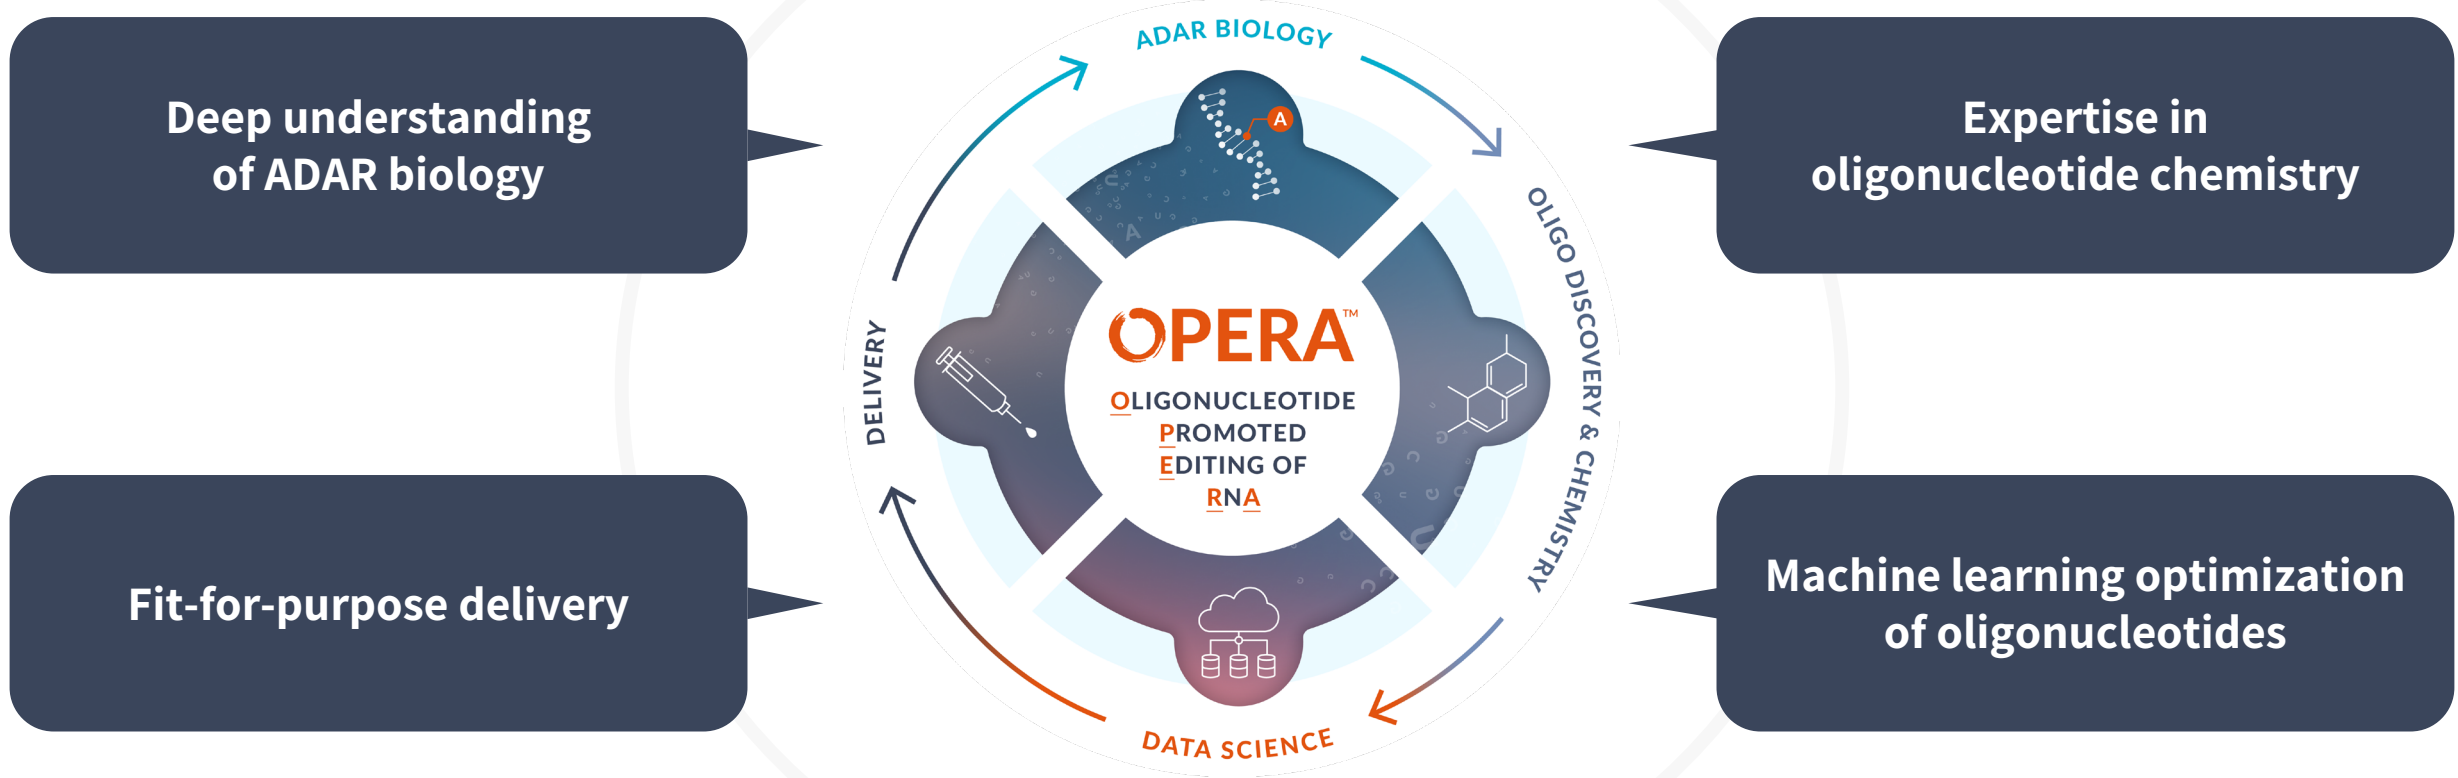 Deep understanding
of ADAR biology
Fit-for-purpose delivery
ADAR BIOLOGY
A
OLIGO DISCOVERY & CHEMISTRY
DATA SCIENCE
DELIVERY
OPERA™
OLIGONUCLEOTIDE
PROMOTED
EDITING OF
RNA
Expertise in
oligonucleotide chemistry
Machine learning optimization
of oligonucleotides